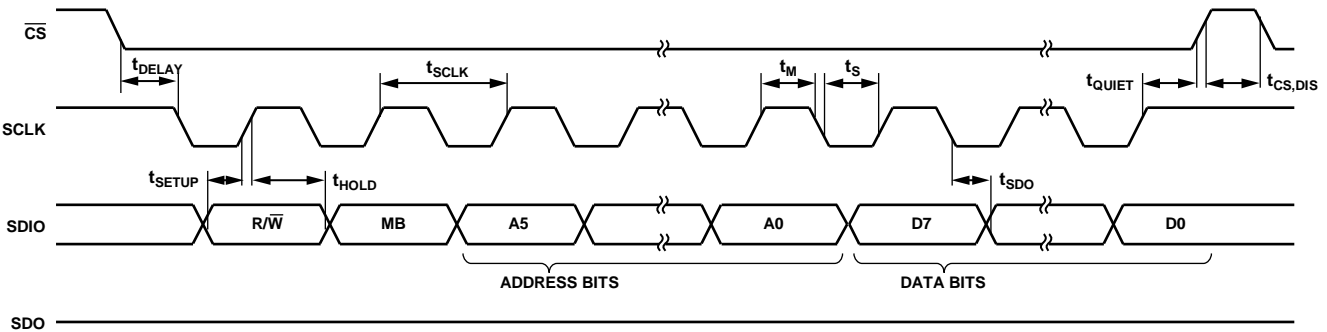 CS
tDELAY
tSCLK
tM
tS
tQUIET
tCS,DIS
SCLK
tSETUP
tHOLD
tSDO
SDIO
R/W
MB
A5
A0
D7
D0
ADDRESS BITS
DATA BITS
SDO